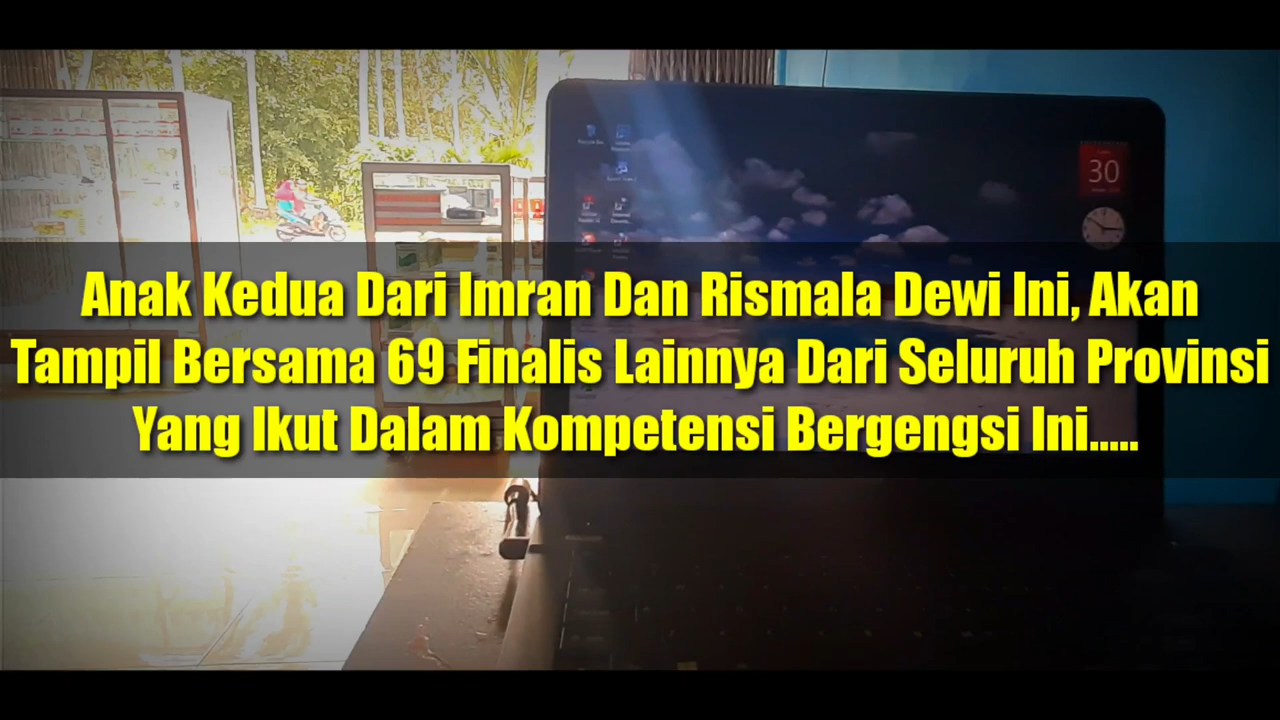 30
Anak Kedua Dari Imran Dan Rismala Dewi Ini, Akan
Tampil Bersama 69 Finalis Lainnya Dari Seluruh Provinsi
Yang Ikut Dalam Kompetensi Bergengsi Ini.....